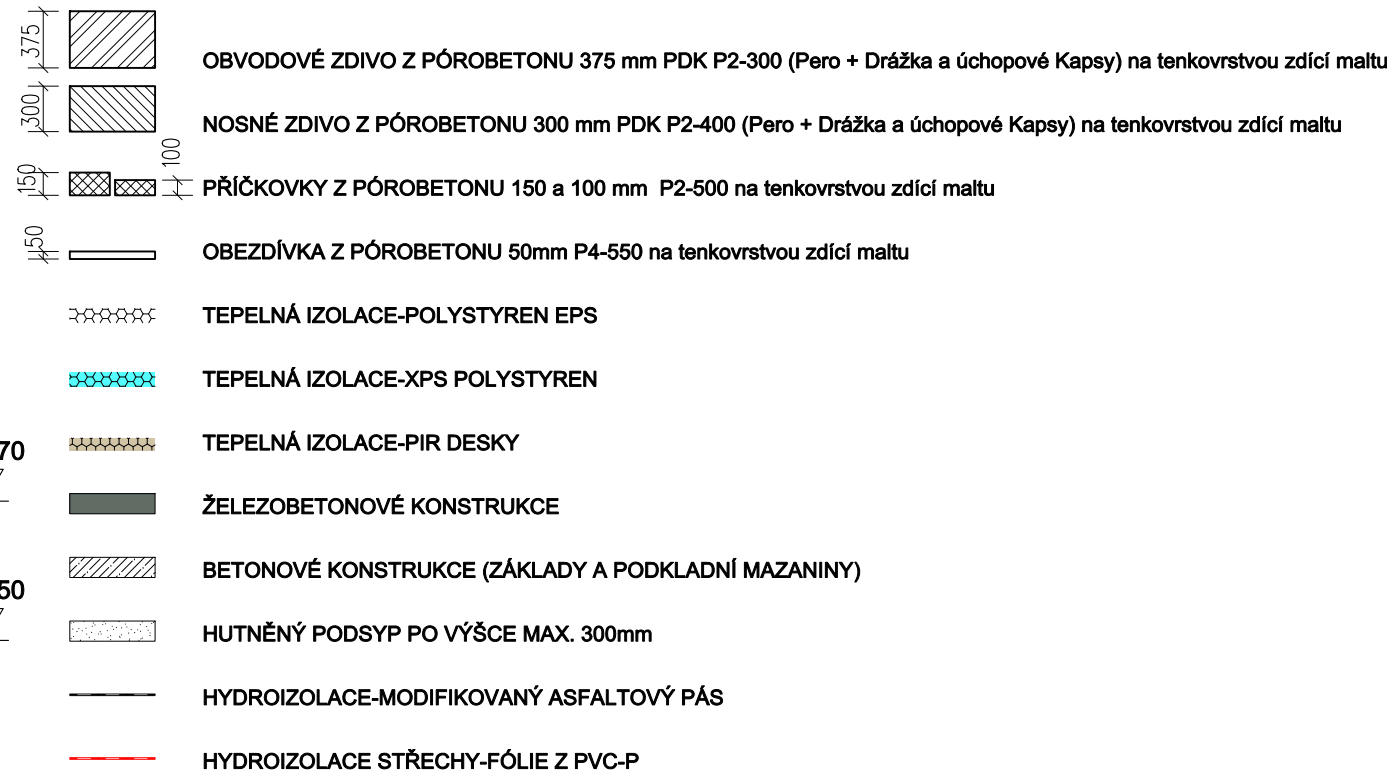 375
OBVODOVÉ ZDIVO Z PÓROBETONU 375 mm PDK P2-300 (Pero + Drážka a úchopové Kapsy) na tenkovrstvou zdící maltu
300
NOSNÉ ZDIVO Z PÓROBETONU 300 mm PDK P2-400 (Pero + Drážka a úchopové Kapsy) na tenkovrstvou zdící maltu
150
100
PŘÍČKOVKY Z PÓROBETONU 150 a 100 mm P2-500 na tenkovrstvou zdící maltu
50
OBEZDÍVKA Z PÓROBETONU 50mm P4-550 na tenkovrstvou zdící maltu
TEPELNÁ IZOLACE-POLYSTYREN EPS
TEPELNÁ IZOLACE-XPS POLYSTYREN
70
TEPELNÁ IZOLACE-PIR DESKY
ŽELEZOBETONOVÉ KONSTRUKCE
BETONOVÉ KONSTRUKCE (ZÁKLADY A PODKLADNÍ MAZANINY)
50
HUTNĚNÝ PODSYP PO VÝŠCE MAX. 300mm
HYDROIZOLACE-MODIFIKOVANÝ ASFALTOVÝ PÁS
HYDROIZOLACE STŘECHY-FÓLIE Z PVC-P